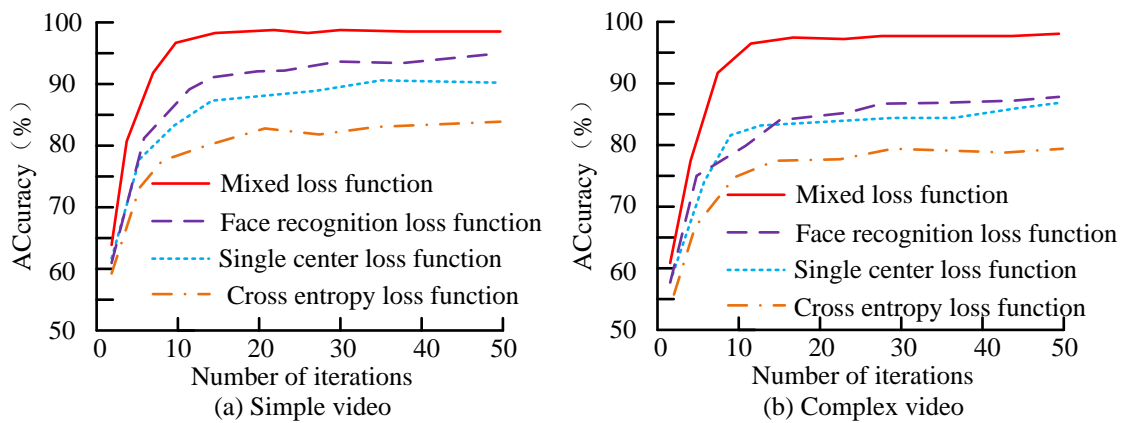 100
90
80
70
60
50
ACcuracy（%）
Mixed loss function
Face recognition loss function
Single center loss function
Cross entropy loss function
0 10 20 30 40 50
Number of iterations
(a) Simple video
100
90
80
70
60
50
ACcuracy（%）
Mixed loss function
Face recognition loss function
Single center loss function
Cross entropy loss function
0 10 20 30 40 50
Number of iterations
(b) Complex video